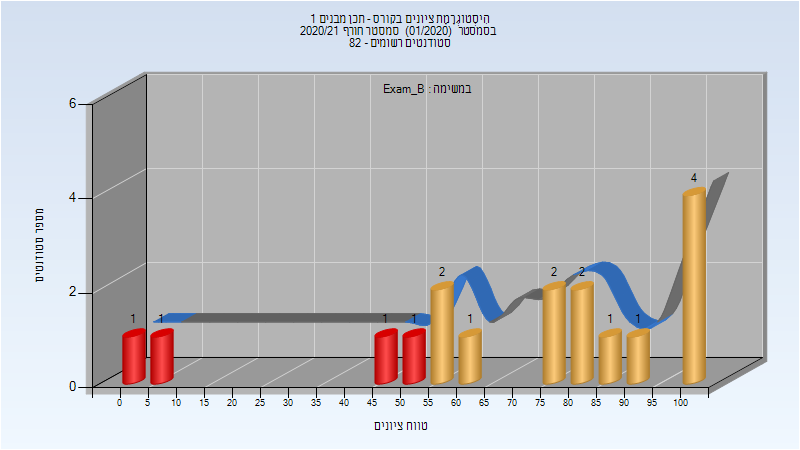 היסטוגרמת ציונים בקורס - תכן מבנים 1
בסמסטר (01/2020) סמסטר חורף 2020/21
סטודנטים רשומים - 82
במשימה : Exam_B
מספר סטודנטים
6
4
2
0
1 1 1 1 2 1 2 2 1 1 4
0 5 10 15 20 25 30 35 40 45 50 55 60 65 70 75 80 85 90 95 100
טווח ציונים